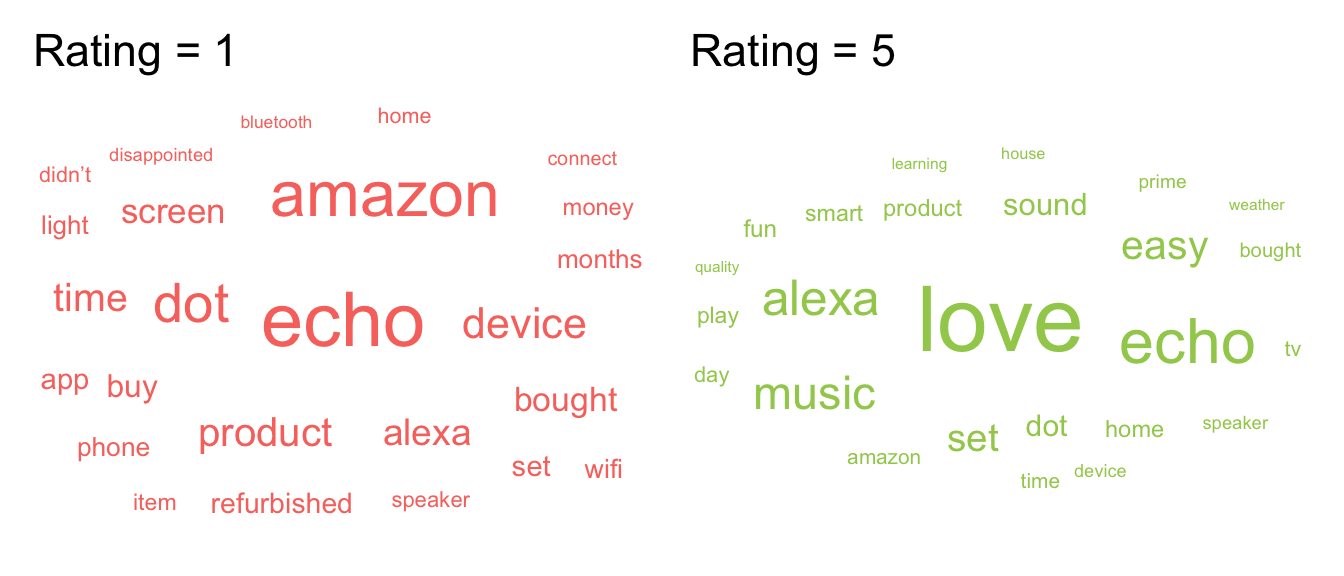 Rating = 1
bluetooth
home
disappointed
connect
didn’t
amazon
screen
money
light
months
time
dot
echo
device
app
buy
bought
product
alexa
phone
set
wifi
item
refurbished
speaker
Rating = 5
learning
house
prime
weather
smart
product
sound
fun
easy
bought
quality
alexa
play
love
echo
tv
day
music
set
dot
home
speaker
amazon
time
device